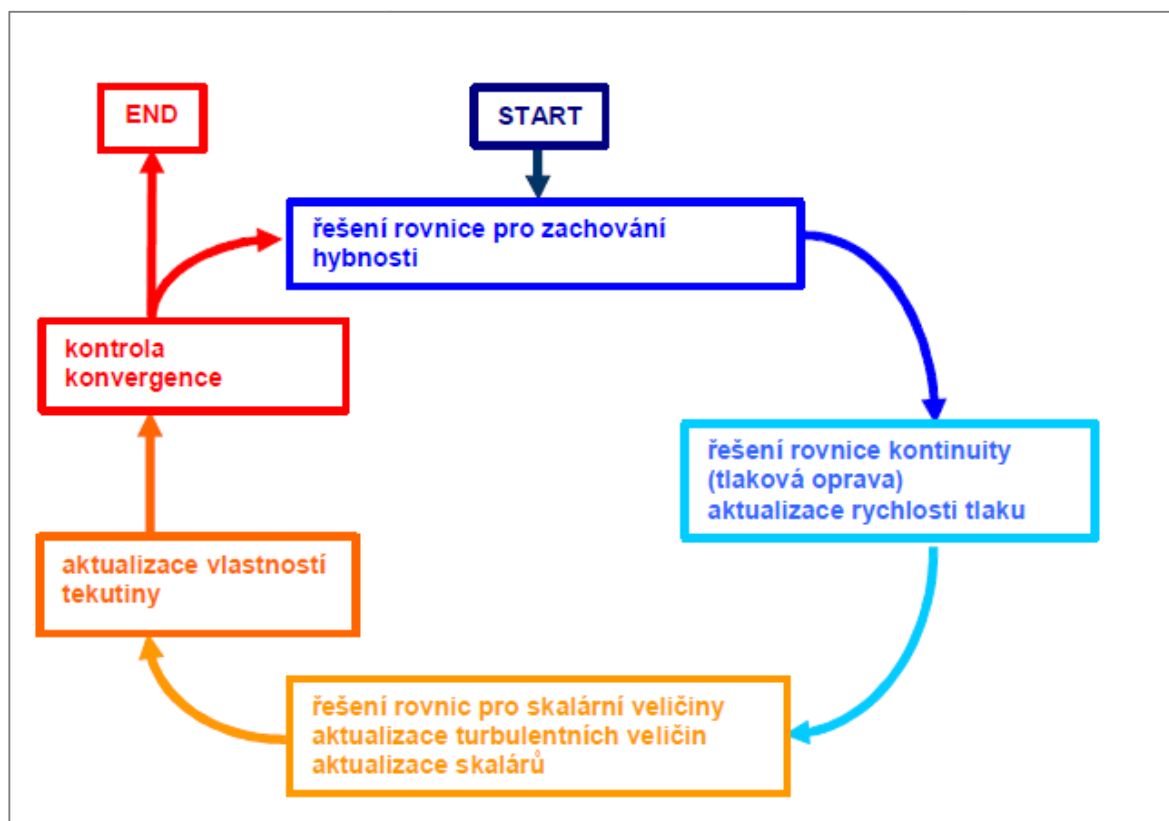 END
START
řešení rovnice pro zachování
hybnosti
kontrola
konvergence
řešení rovnice kontinuity
(tlaková oprava)
aktualizace rychlosti tlaku
aktualizace vlastností
tekutiny
řešení rovnic pro skalární veličiny
aktualizace turbulentních veličin
aktualizace skalárů